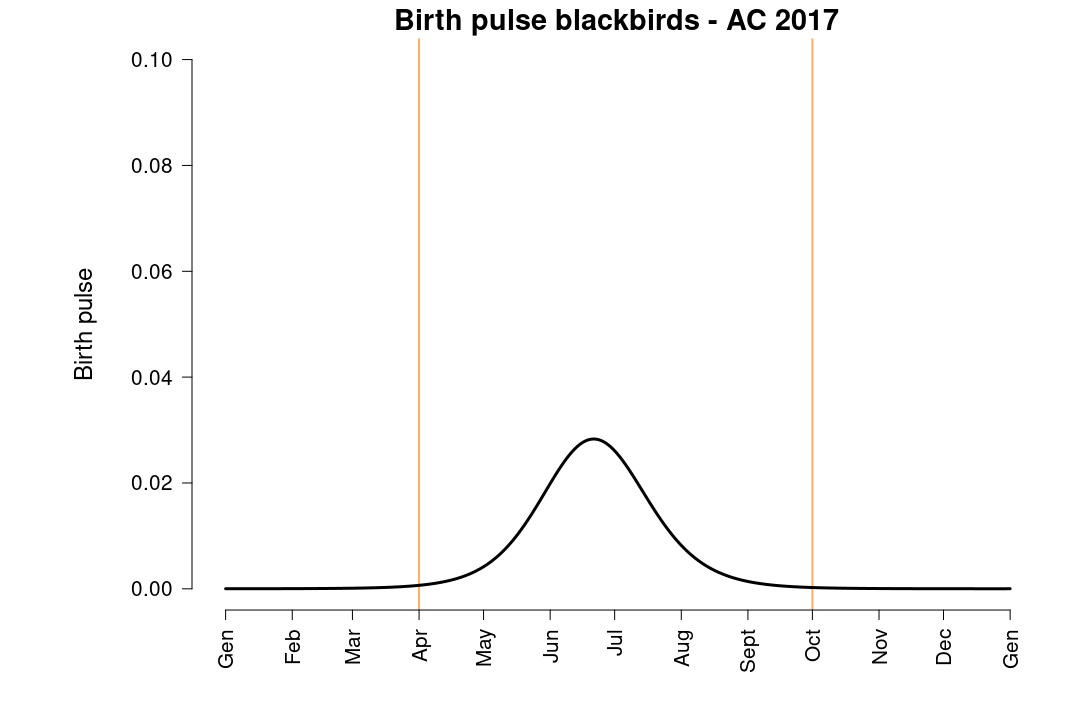 Birth pulse blackbirds - AC 2017
0.10
0.08
0.06
0.04
0.02
0.00
Birth pulse
Gen Feb Mar Apr May Jun Jul Aug Sept Oct Nov Dec Gen